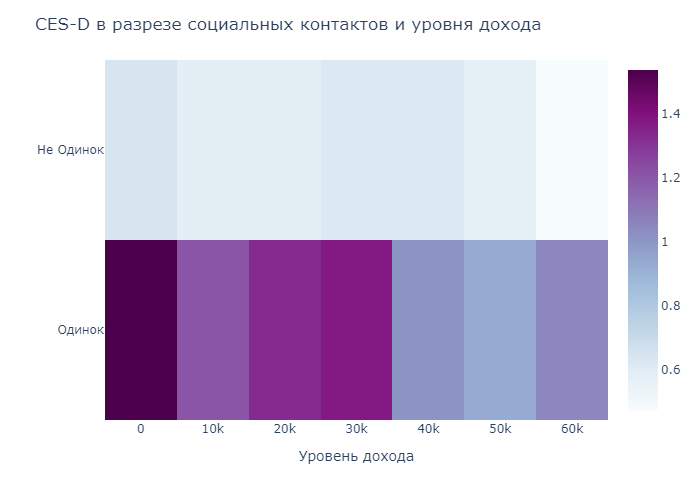 CES-D в разрезе социальных контактов и уровня дохода
Не Одинок
Одинок
0 10k 20k 30k 40k 50k 60k
Уровень дохода
1.4
1.2
1
0.8
0.6